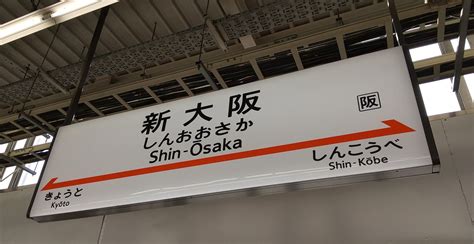 新大阪
しんおおさか
Shin-Ōsaka
阪
しんこうべ
Shin-Kōbe
きょうと
Kyōto